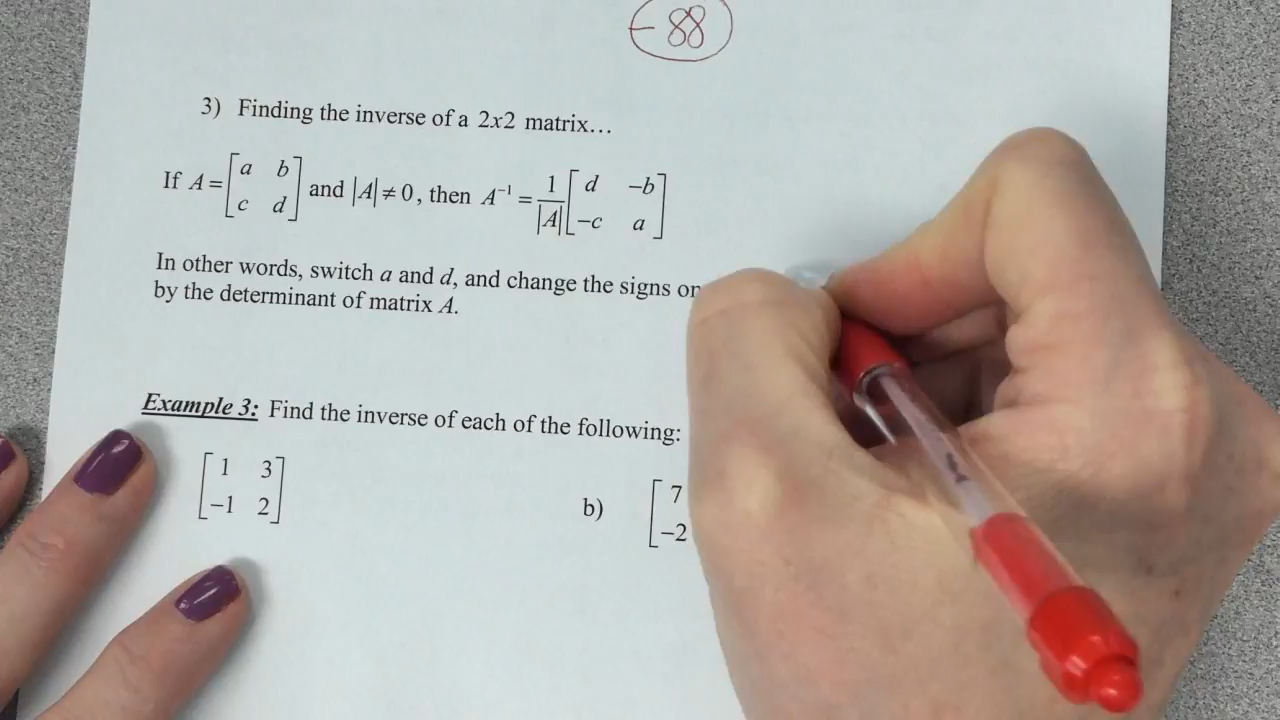 -88
3) Finding the inverse of a 2x2 matrix…
If A = [a b; c d] and |A| ≠ 0, then A⁻¹ = 1/|A| [d −b; −c a]
In other words, switch a and d, and change the signs
by the determinant of matrix A.
Example 3: Find the inverse of each of the following:
[1 3; −1 2] b) [7
−2